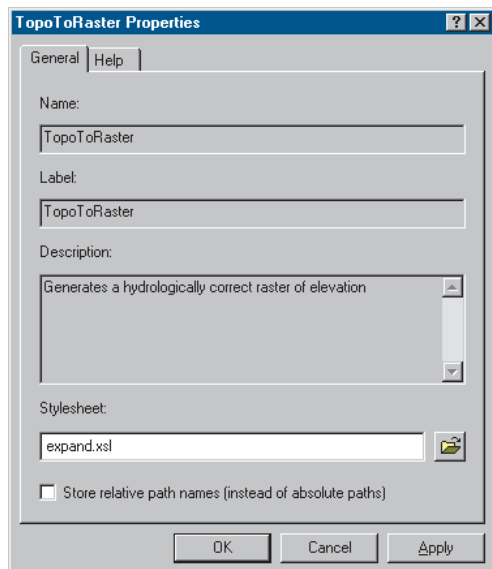 TopoToRaster Properties
General Help
Name:
TopoToRaster
Label:
TopoToRaster
Description:
Generates a hydrologically correct raster of elevation
Stylesheet:
expand.xsl
Store relative path names (instead of absolute paths)
OK Cancel Apply